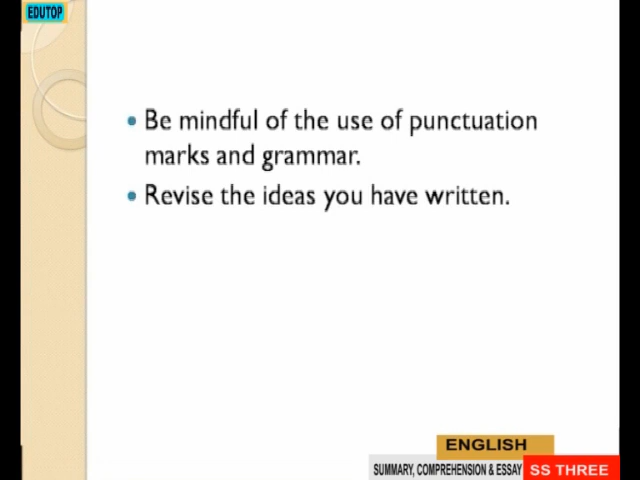 EDUTOP
• Be mindful of the use of punctuation
marks and grammar.
• Revise the ideas you have written.
ENGLISH
SUMMARY, COMPREHENSION & ESSAY SS THREE